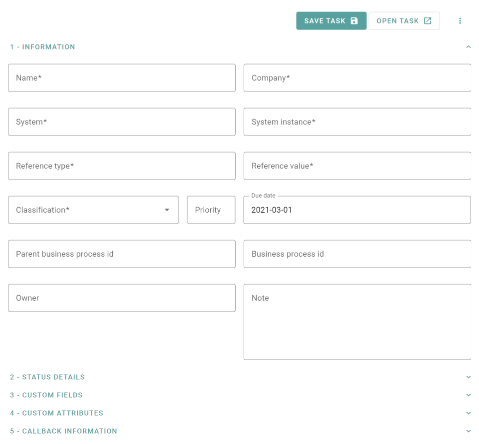 SAVE TASK
OPEN TASK
1 - INFORMATION
Name*
Company*
System*
System instance*
Reference type*
Reference value*
Classification*
Priority
Due date
2021-03-01
Parent business process id
Business process id
Owner
Note
2 - STATUS DETAILS
3 - CUSTOM FIELDS
4 - CUSTOM ATTRIBUTES
5 - CALLBACK INFORMATION